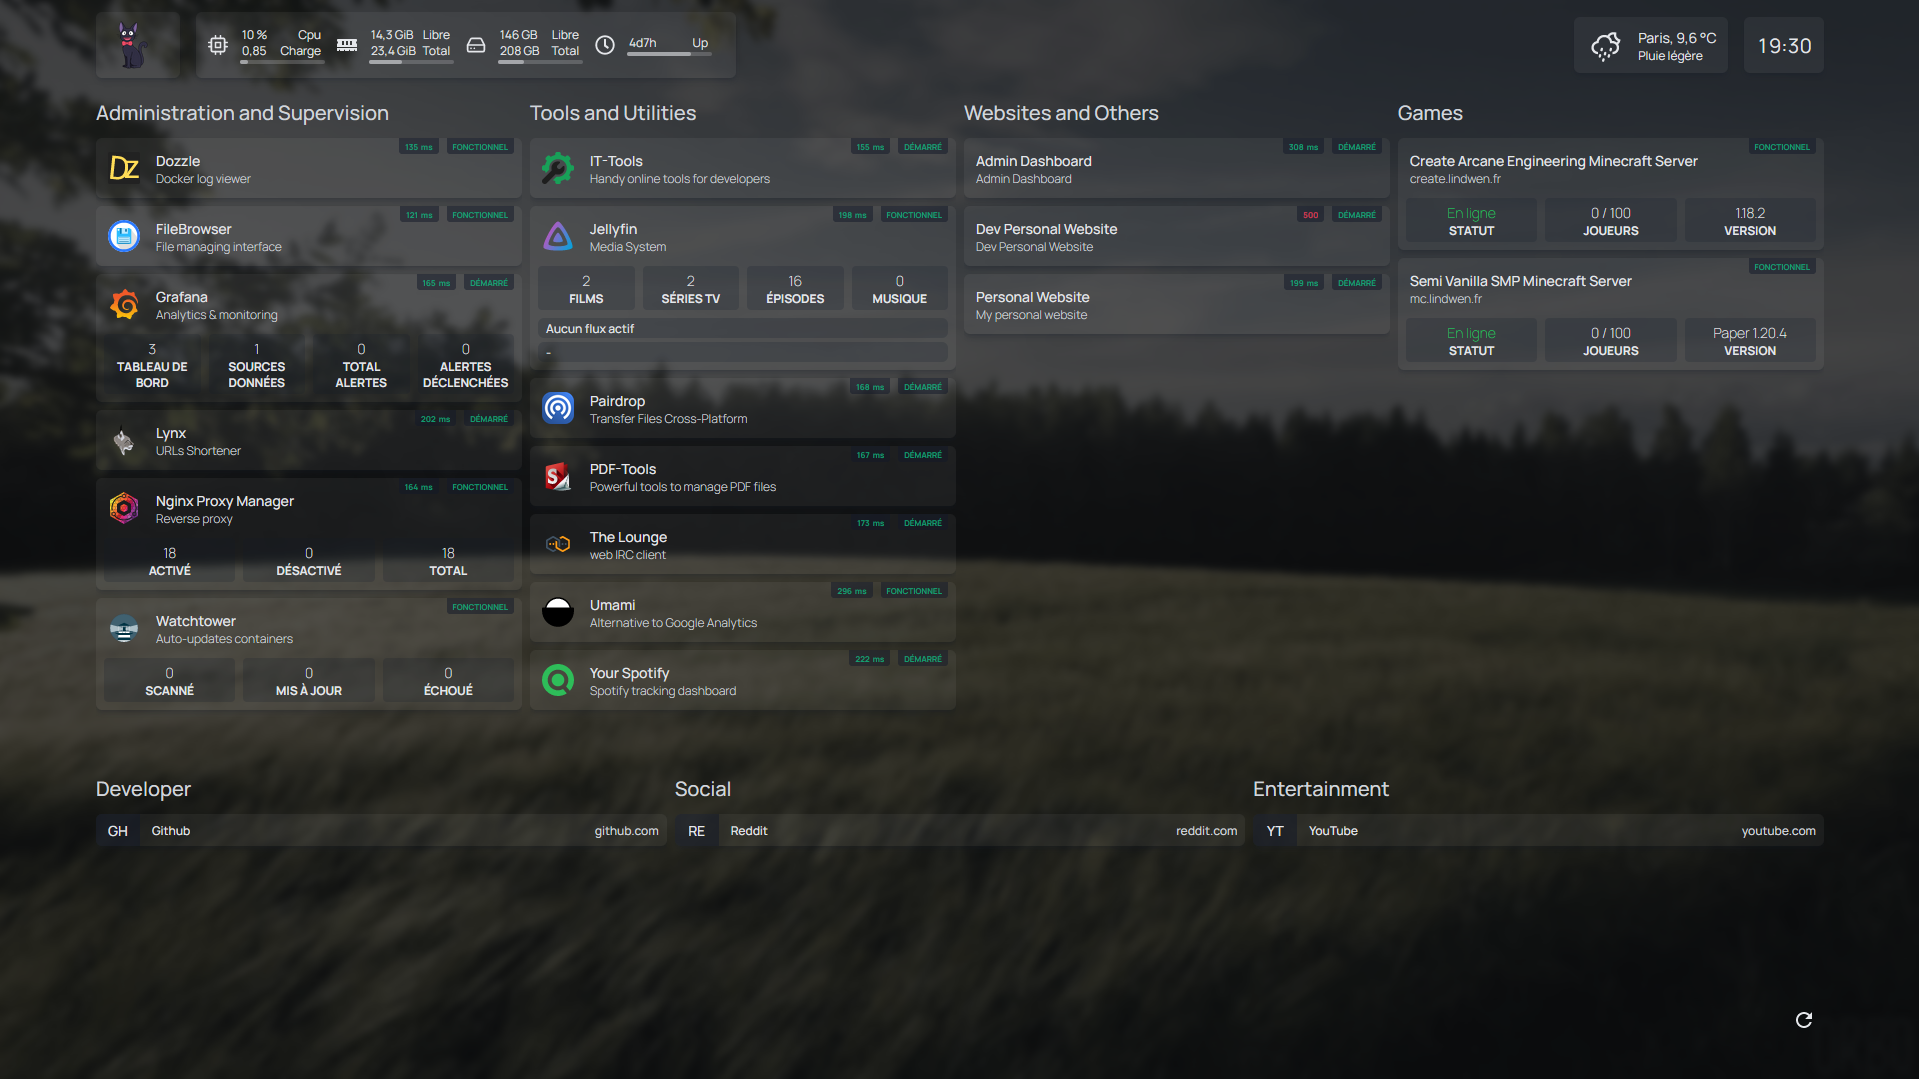 10 % Cpu
0,85 Charge
14,3 GiB Libre
23,4 GiB Total
146 GB Libre
208 GB Total
4d7h Up
Paris, 9,6 °C
Pluie légère
19:30
Administration and Supervision
135 ms FONCTIONNEL
Dz
Dozzle
Docker log viewer
121 ms FONCTIONNEL
FileBrowser
File managing interface
165 ms DÉMARRÉ
Grafana
Analytics & monitoring
3 1 0 0
TABLEAU DE SOURCES TOTAL ALERTES
BORD DONNÉES ALERTES DÉCLENCHÉES
202 ms DÉMARRÉ
Lynx
URLs Shortener
164 ms FONCTIONNEL
Nginx Proxy Manager
Reverse proxy
18 0 18
ACTIVÉ DÉSACTIVÉ TOTAL
FONCTIONNEL
Watchtower
Auto-updates containers
0 0 0
SCANNÉ MIS À JOUR ÉCHOUÉ
Tools and Utilities
155 ms DÉMARRÉ
IT-Tools
Handy online tools for developers
198 ms FONCTIONNEL
Jellyfin
Media System
2 2 16 0
FILMS SÉRIES TV ÉPISODES MUSIQUE
Aucun flux actif
-
168 ms DÉMARRÉ
Pairdrop
Transfer Files Cross-Platform
167 ms DÉMARRÉ
S
PDF-Tools
Powerful tools to manage PDF files
173 ms DÉMARRÉ
The Lounge
web IRC client
296 ms FONCTIONNEL
Umami
Alternative to Google Analytics
222 ms DÉMARRÉ
Your Spotify
Spotify tracking dashboard
Websites and Others
308 ms DÉMARRÉ
Admin Dashboard
Admin Dashboard
500 DÉMARRÉ
Dev Personal Website
Dev Personal Website
199 ms DÉMARRÉ
Personal Website
My personal website
Games
FONCTIONNEL
Create Arcane Engineering Minecraft Server
create.lindwen.fr
En ligne 0 / 100 1.18.2
STATUT JOUEURS VERSION
FONCTIONNEL
Semi Vanilla SMP Minecraft Server
mc.lindwen.fr
En ligne 0 / 100 Paper 1.20.4
STATUT JOUEURS VERSION
Developer
GH Github github.com
Social
RE Reddit reddit.com
Entertainment
YT YouTube youtube.com